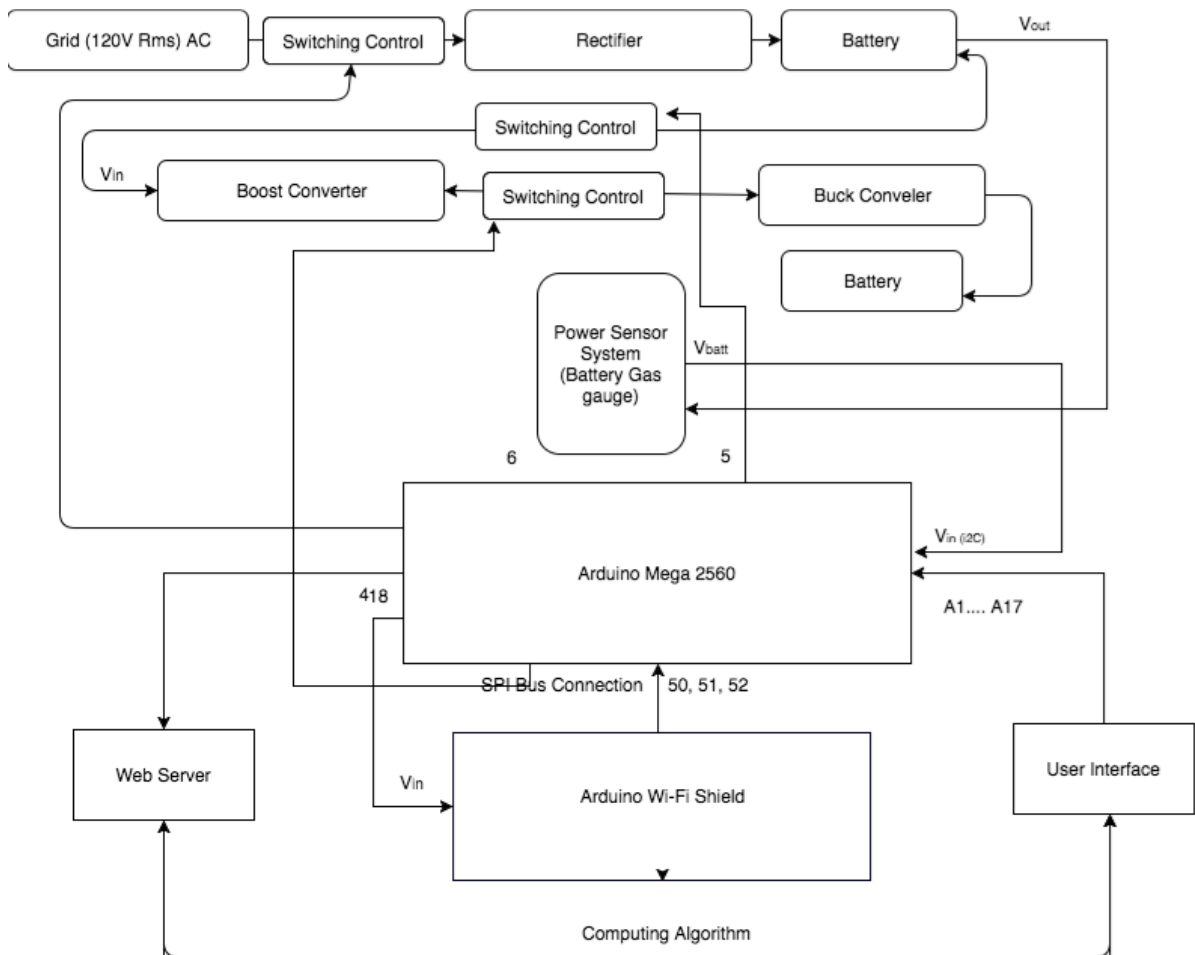 Grid (120V Rms) AC
Switching Control
Rectifier
Battery
Vout
Switching Control
Vin
Boost Converter
Switching Control
Buck Conveler
Battery
Power Sensor
System
(Battery Gas
gauge)
Vbatt
6
5
Vin (i2C)
Arduino Mega 2560
418
A1.... A17
SPI Bus Connection
50, 51, 52
Web Server
Vin
Arduino Wi-Fi Shield
User Interface
Computing Algorithm